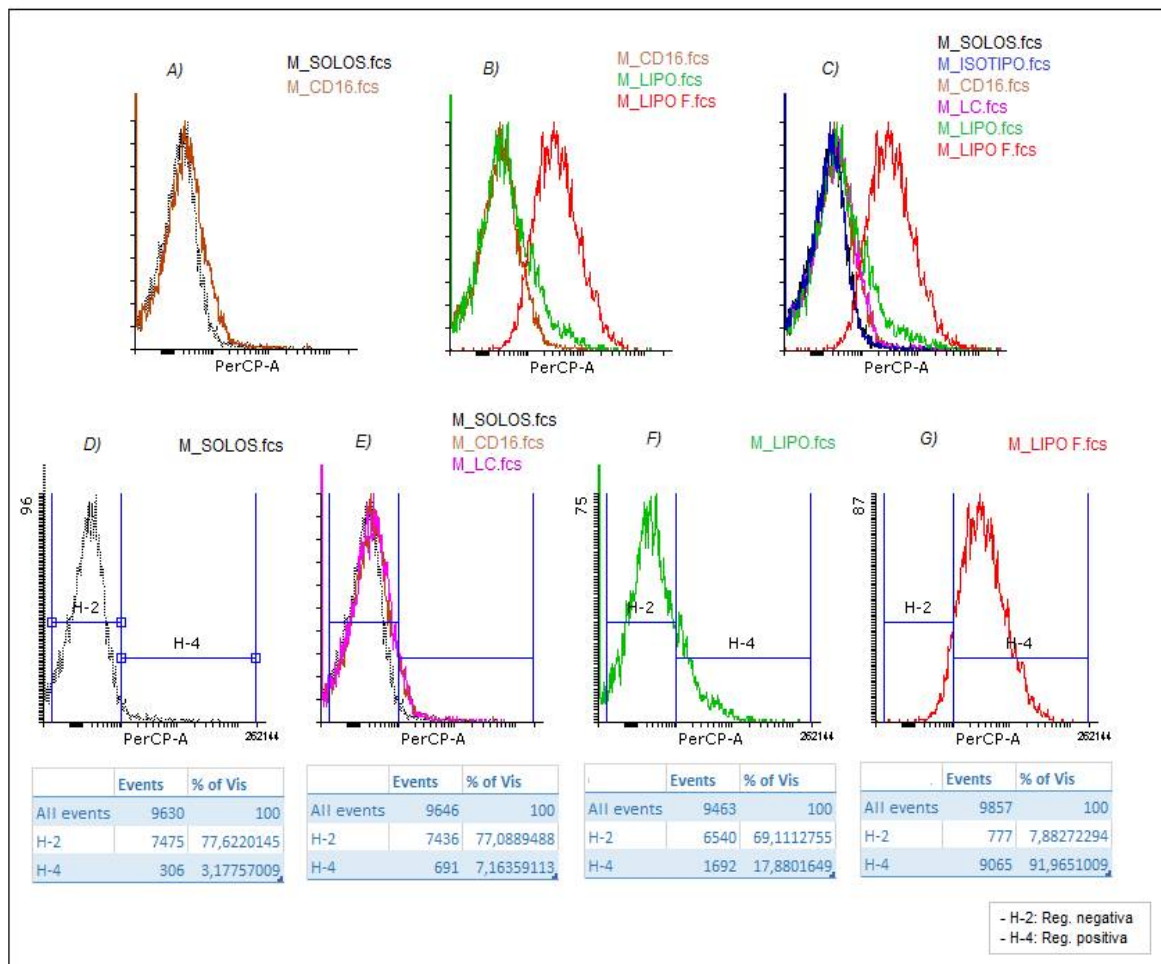 A)
M_SOLOS.fcs
M_CD16.fcs
PerCP-A
B)
M_CD16.fcs
M_LIPO.fcs
M_LIPO F.fcs
PerCP-A
C)
M_SOLOS.fcs
M_ISOTIPO.fcs
M_CD16.fcs
M_LC.fcs
M_LIPO.fcs
M_LIPO F.fcs
PerCP-A
D)
M_SOLOS.fcs
96
H-2
H-4
PerCP-A
262144
E)
M_SOLOS.fcs
M_CD16.fcs
M_LC.fcs
PerCP-A
F)
M_LIPO.fcs
75
H-2
H-4
PerCP-A
262144
G)
M_LIPO F.fcs
87
H-2
H-4
PerCP-A
262144
Events % of Vis
All events 9630 100
H-2 7475 77,6220145
H-4 306 3,17757009
Events % of Vis
All events 9646 100
H-2 7436 77,0889488
H-4 691 7,16359113
Events % of Vis
All events 9463 100
H-2 6540 69,1112755
H-4 1692 17,8801649
Events % of Vis
All events 9857 100
H-2 777 7,88272294
H-4 9065 91,9651009
- H-2: Reg. negativa
- H-4: Reg. positiva